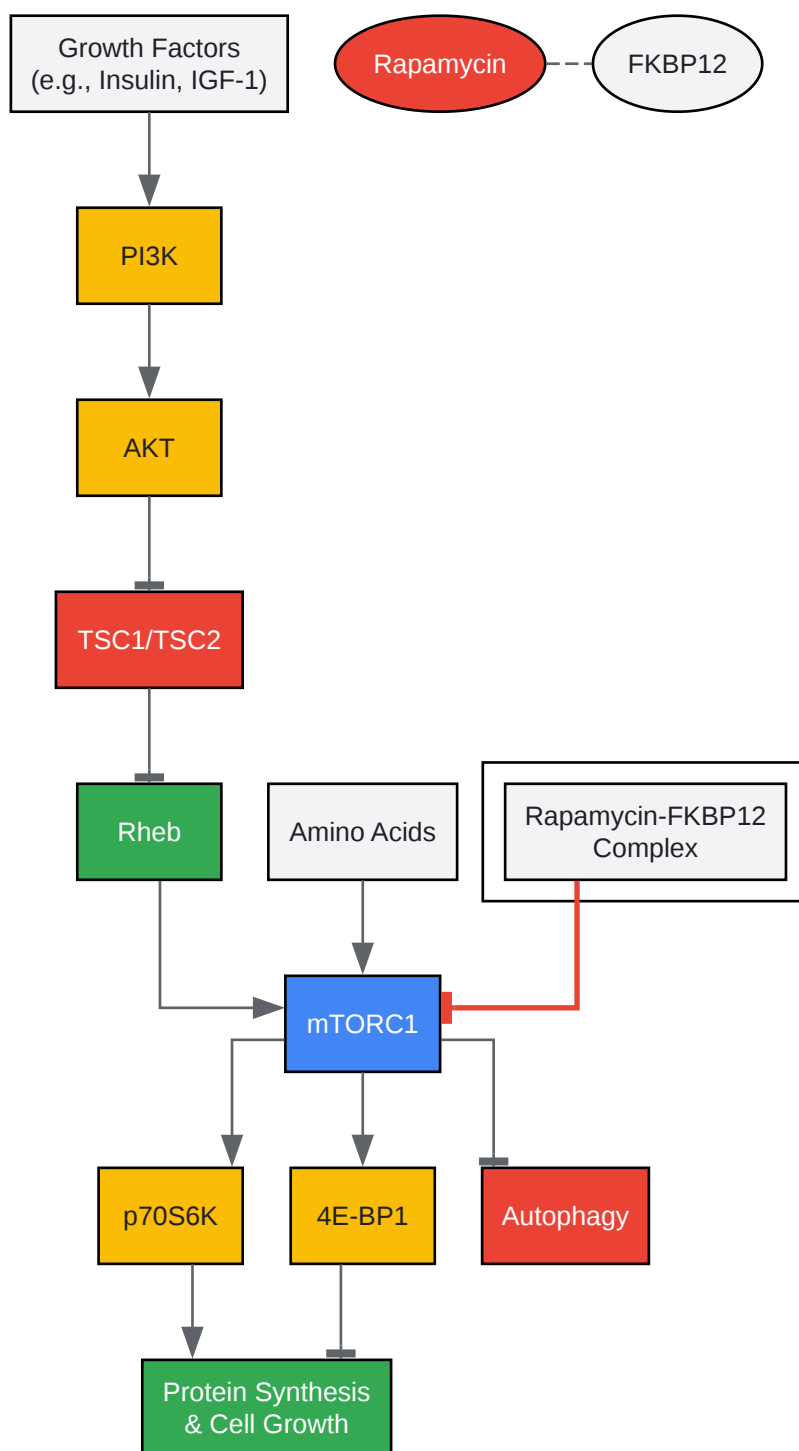 Growth Factors
(e.g., Insulin, IGF-1)
Rapamycin
FKBP12
PI3K
AKT
TSC1/TSC2
Rheb
Amino Acids
Rapamycin-FKBP12
Complex
mTORC1
p70S6K
4E-BP1
Autophagy
Protein Synthesis
& Cell Growth